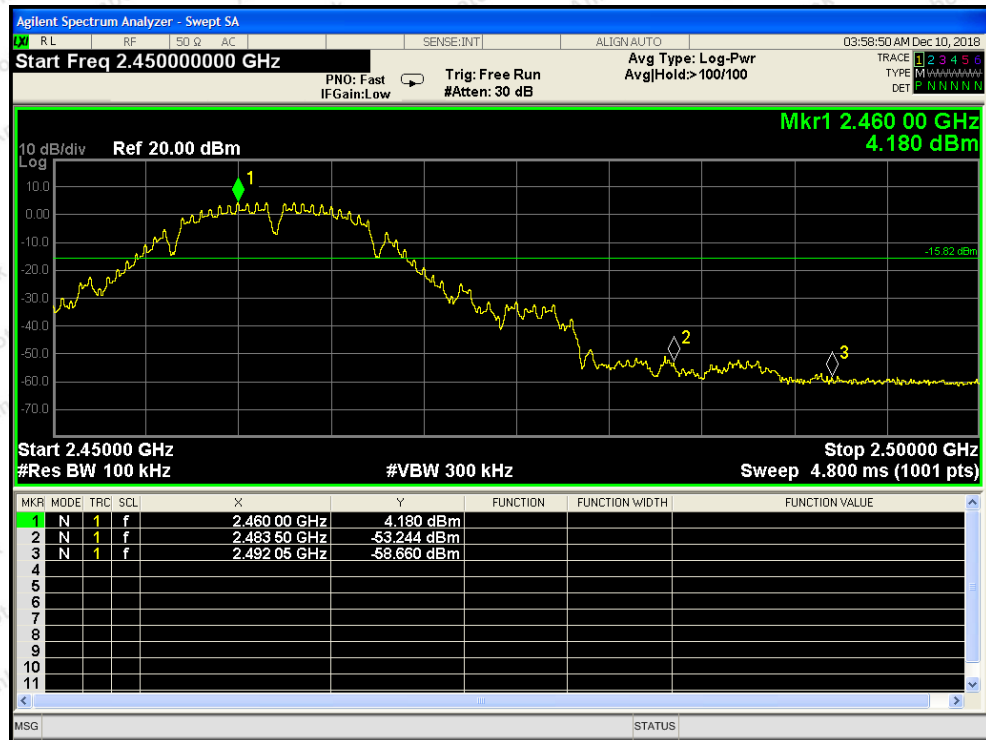 Agilent Spectrum Analyzer - Swept SA
LXI RL RF 50 Ω AC SENSE:INT ALIGN AUTO 03:58:50 AM Dec 10, 2018
Start Freq 2.450000000 GHz Avg Type: Log-Pwr TRACE 1 2 3 4 5 6
PNO: Fast Trig: Free Run Avg|Hold:>100/100 TYPE M WWWWW
IFGain:Low #Atten: 30 dB DET P N N N N N
Mkr1 2.460 00 GHz
10 dB/div Ref 20.00 dBm 4.180 dBm
Log
10.0
1
0.00
-10.0
-15.82 dBm
-20.0
-30.0
-40.0
2
-50.0
3
-60.0
-70.0
Start 2.45000 GHz Stop 2.50000 GHz
#Res BW 100 kHz #VBW 300 kHz Sweep 4.800 ms (1001 pts)
MKR MODE TRC SCL X Y FUNCTION FUNCTION WIDTH FUNCTION VALUE
1 N 1 f 2.460 00 GHz 4.180 dBm
2 N 1 f 2.483 50 GHz -53.244 dBm
3 N 1 f 2.492 05 GHz -58.660 dBm
4
5
6
7
8
9
10
11
MSG STATUS